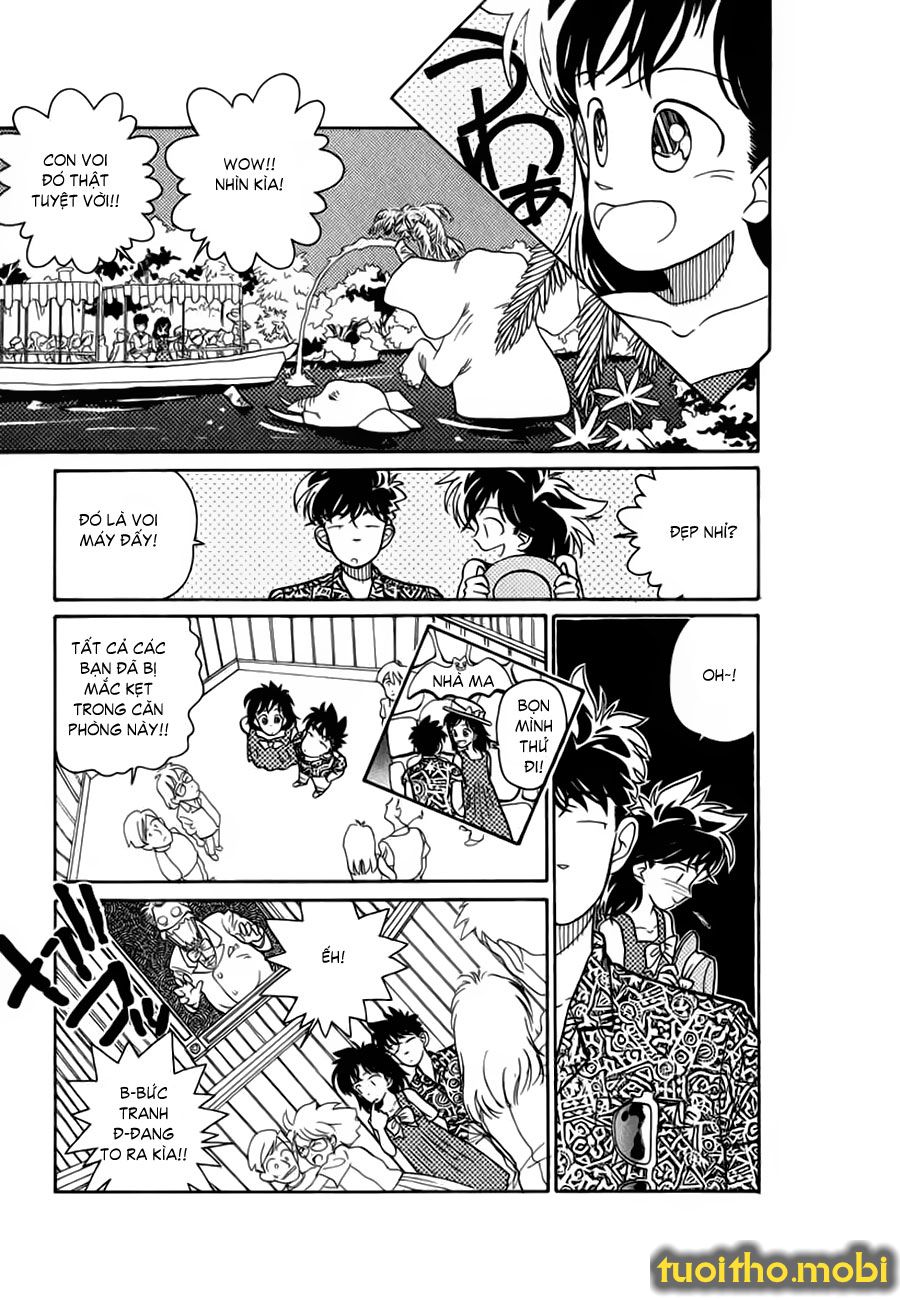 うわぁ
WOW!!
NHÌN KÌA!
CON VOI
ĐÓ THẬT
TUYỆT VỜI!!
ĐẸP NHỈ?
ĐÓ LÀ VOI
MÁY ĐẤY!
OH~!
NHÀ MA
BỌN
MÌNH
THỬ
ĐI!
TẤT CẢ CÁC
BẠN ĐÃ BỊ
MẮC KẸT
TRONG CĂN
PHÒNG NÀY!!
ẾH!
B-BỨC
TRANH
Đ-ĐANG
TO RA KÌA!!
tuoitho.mobi